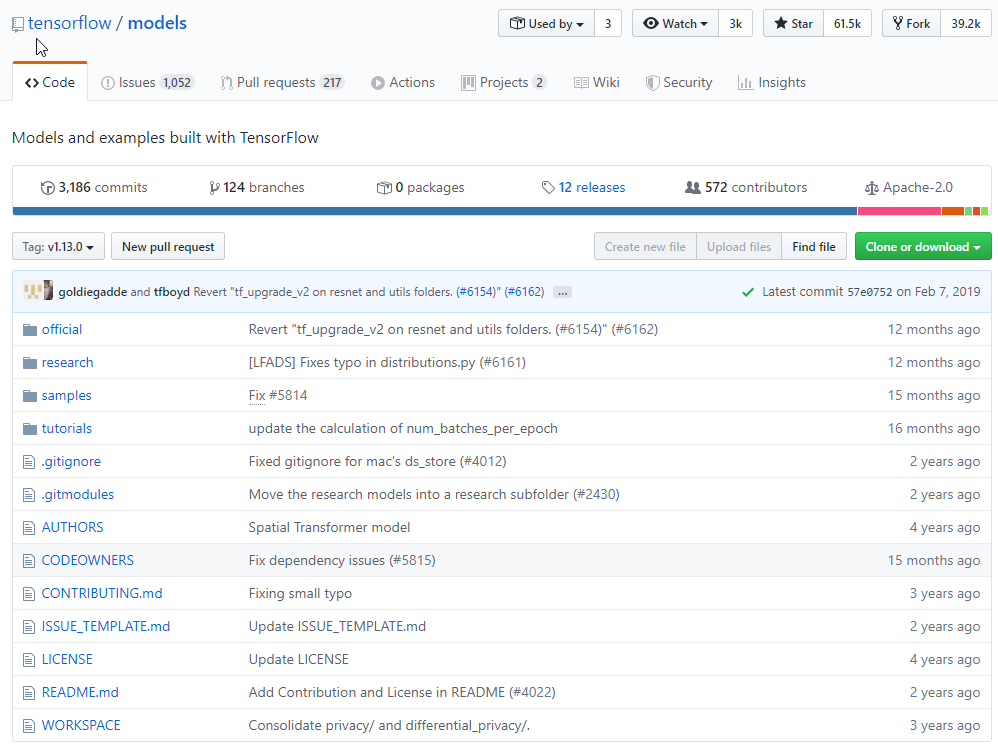 tensorflow / models Used by 3 Watch 3k Star 61.5k Fork 39.2k
Code Issues 1,052 Pull requests 217 Actions Projects 2 Wiki Security Insights
Models and examples built with TensorFlow
3,186 commits 124 branches 0 packages 12 releases 572 contributors Apache-2.0
Tag: v1.13.0 New pull request Create new file Upload files Find file Clone or download
goldiegadde and tfboyd Revert "tf_upgrade_v2 on resnet and utils folders. (#6154)" (#6162) ... Latest commit 57e0752 on Feb 7, 2019
official Revert "tf_upgrade_v2 on resnet and utils folders. (#6154)" (#6162) 12 months ago
research [LFADS] Fixes typo in distributions.py (#6161) 12 months ago
samples Fix #5814 15 months ago
tutorials update the calculation of num_batches_per_epoch 16 months ago
.gitignore Fixed gitignore for mac's ds_store (#4012) 2 years ago
.gitmodules Move the research models into a research subfolder (#2430) 2 years ago
AUTHORS Spatial Transformer model 4 years ago
CODEOWNERS Fix dependency issues (#5815) 15 months ago
CONTRIBUTING.md Fixing small typo 3 years ago
ISSUE_TEMPLATE.md Update ISSUE_TEMPLATE.md 2 years ago
LICENSE Update LICENSE 4 years ago
README.md Add Contribution and License in README (#4022) 2 years ago
WORKSPACE Consolidate privacy/ and differential_privacy/. 3 years ago